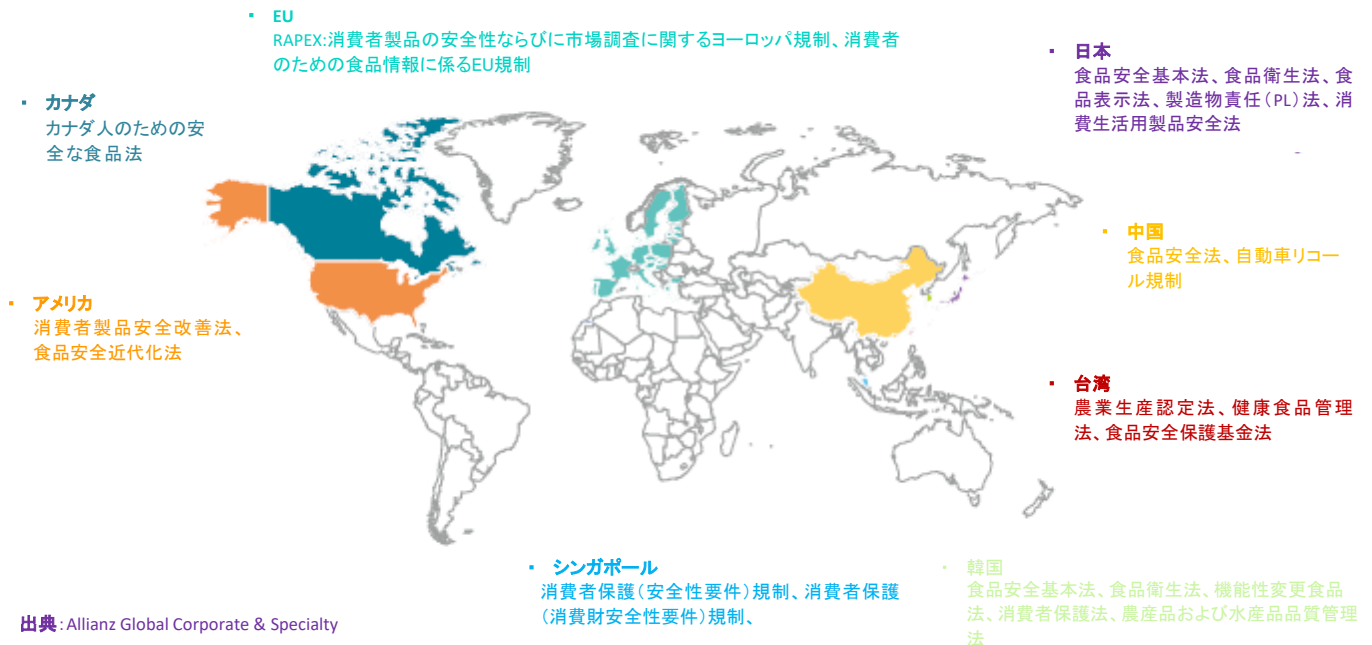 EU
RAPEX:消費者製品の安全性ならびに市場調査に関するヨーロッパ規制、消費者
のための食品情報に係るEU規制
日本
食品安全基本法、食品衛生法、食
品表示法、製造物責任(PL)法、消
費生活用製品安全法
カナダ
カナダ人のための安
全な食品法
中国
食品安全法、自動車リコー
ル規制
アメリカ
消費者製品安全改善法、
食品安全近代化法
台湾
農業生産認定法、健康食品管理
法、食品安全保護基金法
シンガポール
消費者保護(安全性要件)規制、消費者保護
(消費財安全性要件)規制、
韓国
食品安全基本法、食品衛生法、機能性変更食品
法、消費者保護法、農産品および水産品品質管理
法
出典:Allianz Global Corporate & Specialty